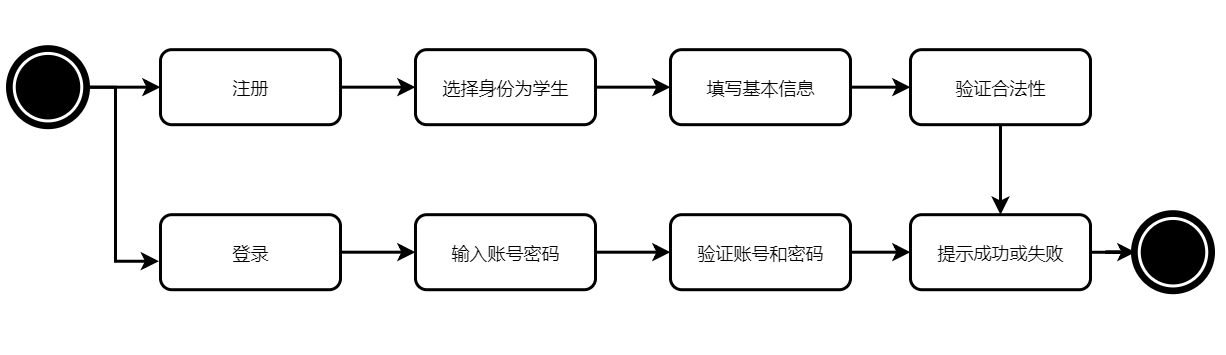 注册
选择身份为学生
填写基本信息
验证合法性
登录
输入账号密码
验证账号和密码
提示成功或失败